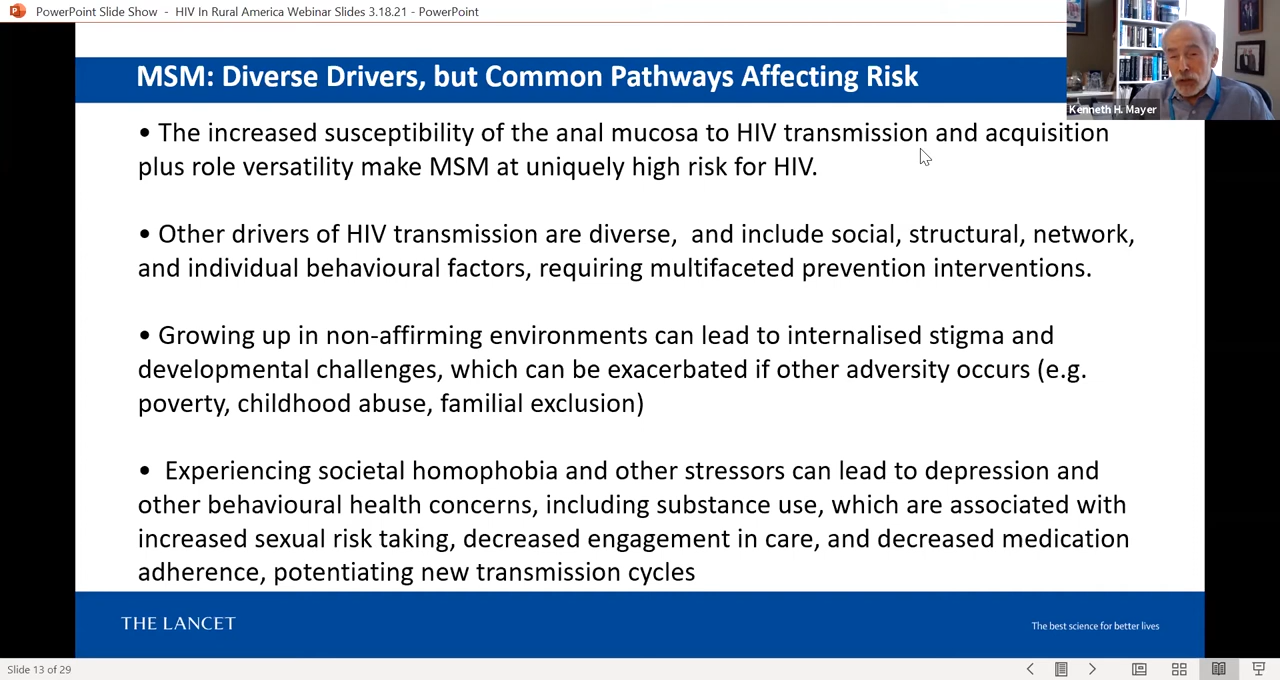 PowerPoint Slide Show - HIV In Rural America Webinar Slides 3.18.21 - PowerPoint
MSM: Diverse Drivers, but Common Pathways Affecting Risk
Kenneth H. Mayer
• The increased susceptibility of the anal mucosa to HIV transmission and acquisition
plus role versatility make MSM at uniquely high risk for HIV.
• Other drivers of HIV transmission are diverse,  and include social, structural, network,
and individual behavioural factors, requiring multifaceted prevention interventions.
• Growing up in non-affirming environments can lead to internalised stigma and
developmental challenges, which can be exacerbated if other adversity occurs (e.g.
poverty, childhood abuse, familial exclusion)
•  Experiencing societal homophobia and other stressors can lead to depression and
other behavioural health concerns, including substance use, which are associated with
increased sexual risk taking, decreased engagement in care, and decreased medication
adherence, potentiating new transmission cycles
THE LANCET
The best science for better lives
Slide 13 of 29